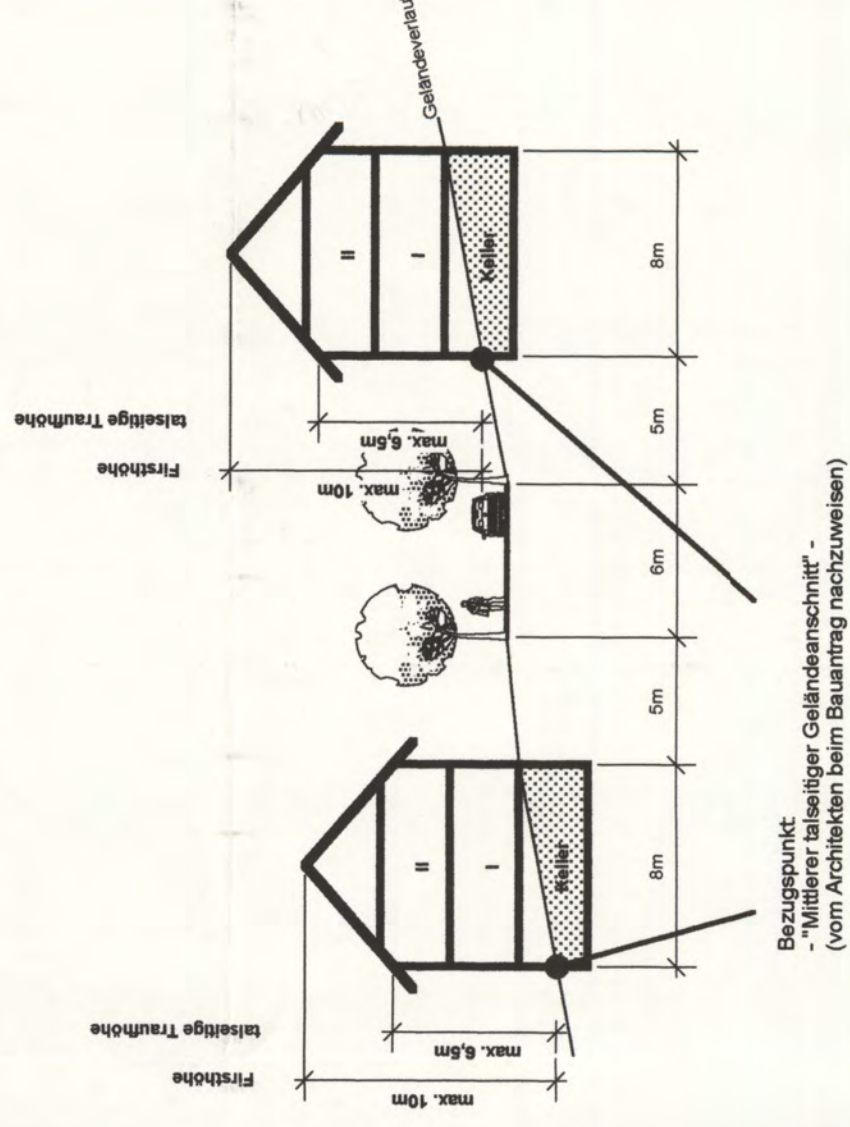 Geländeverlau
Firsthöhe
talseitige Traufhöhe
max. 10m
max. 6,5m
II
I
Keller
Firsthöhe
talseitige Traufhöhe
max. 10m
max. 6,5m
II
I
Keller
8m
5m
6m
5m
8m
Bezugspunkt:
- "Mittlerer talseitiger Geländeanschnitt" -
(vom Architekten beim Bauantrag nachzuweisen)